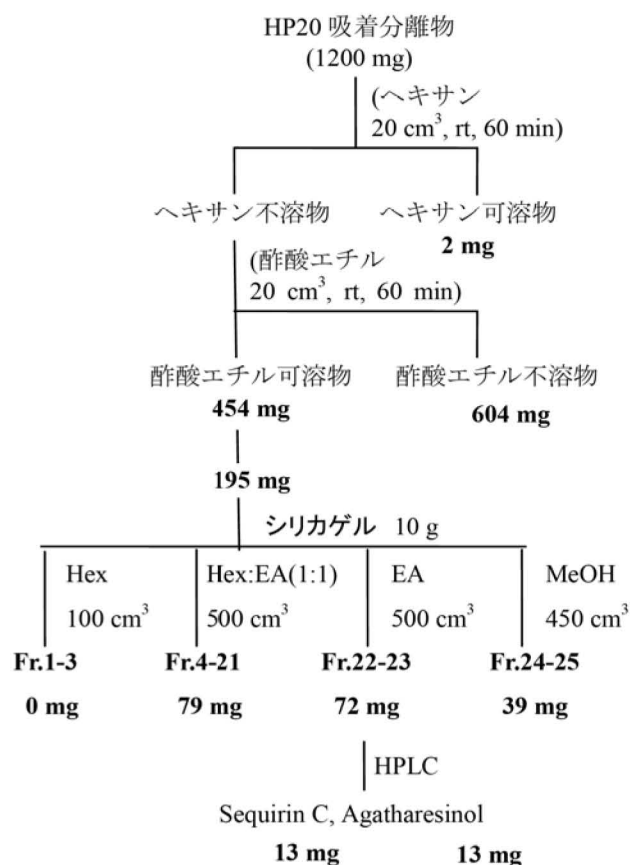 HP20 吸着分離物
(1200 mg)
(ヘキサン
20 cm³, rt, 60 min)
ヘキサン不溶物 ヘキサン可溶物
2 mg
(酢酸エチル
20 cm³, rt, 60 min)
酢酸エチル可溶物 酢酸エチル不溶物
454 mg 604 mg
195 mg
シリカゲル 10 g
Hex Hex:EA(1:1) EA MeOH
100 cm³ 500 cm³ 500 cm³ 450 cm³
Fr.1-3 Fr.4-21 Fr.22-23 Fr.24-25
0 mg 79 mg 72 mg 39 mg
HPLC
Sequirin C, Agatharesinol
13 mg 13 mg